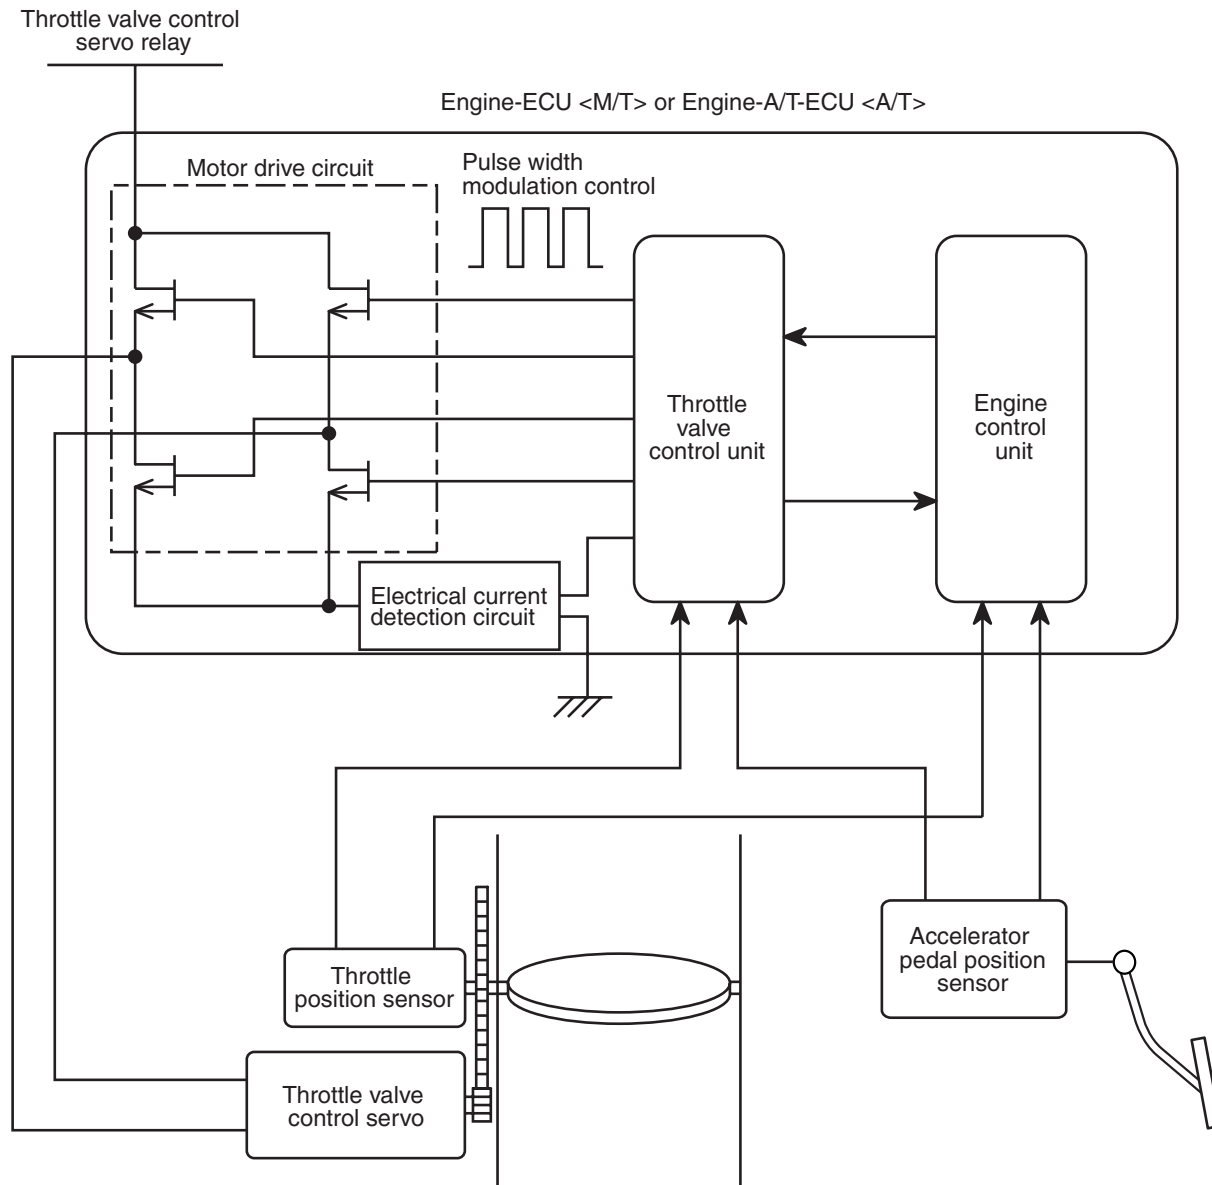 Throttle valve control
servo relay
Engine-ECU <M/T> or Engine-A/T-ECU <A/T>
Motor drive circuit
Pulse width
modulation control
Throttle
valve
control unit
Engine
control
unit
Electrical current
detection circuit
Throttle
position sensor
Accelerator
pedal position
sensor
Throttle valve
control servo